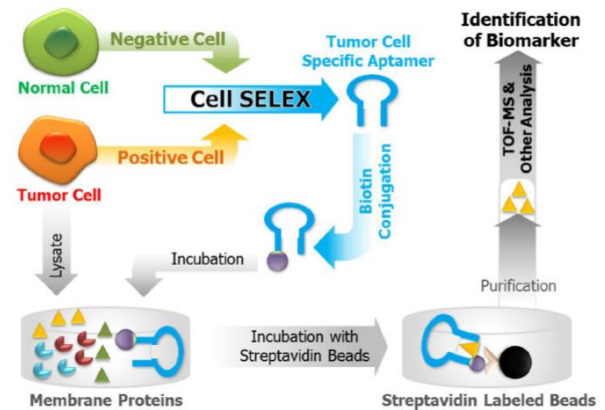 Negative Cell
Normal Cell
Cell SELEX
Tumor Cell
Specific Aptamer
Identification
of Biomarker
TOF-MS &
Other Analysis
Positive Cell
Tumor Cell
Biotin
Conjugation
Lysate
Incubation
Purification
Incubation with
Streptavidin Beads
Membrane Proteins
Streptavidin Labeled Beads